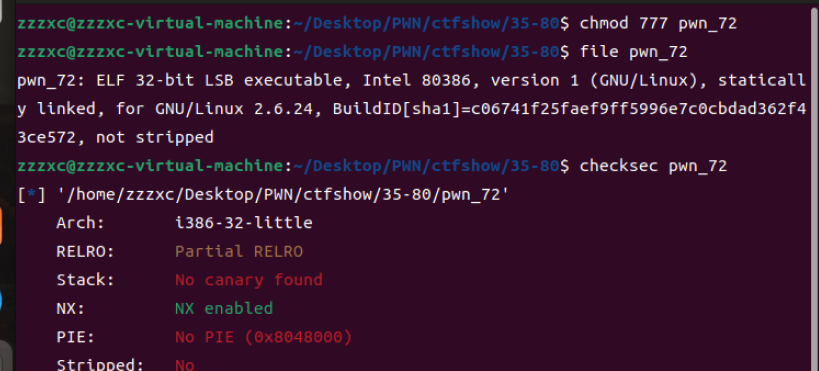 zzzxc@zzzxc-virtual-machine:~/Desktop/PWN/ctfshow/35-80$ chmod 777 pwn_72
zzzxc@zzzxc-virtual-machine:~/Desktop/PWN/ctfshow/35-80$ file pwn_72
pwn_72: ELF 32-bit LSB executable, Intel 80386, version 1 (GNU/Linux), staticall
y linked, for GNU/Linux 2.6.24, BuildID[sha1]=c06741f25faef9ff5996e7c0cbdad362f4
3ce572, not stripped
zzzxc@zzzxc-virtual-machine:~/Desktop/PWN/ctfshow/35-80$ checksec pwn_72
[*] '/home/zzzxc/Desktop/PWN/ctfshow/35-80/pwn_72'
    Arch:       i386-32-little
    RELRO:      Partial RELRO
    Stack:      No canary found
    NX:         NX enabled
    PIE:        No PIE (0x8048000)
    Stripped:   No